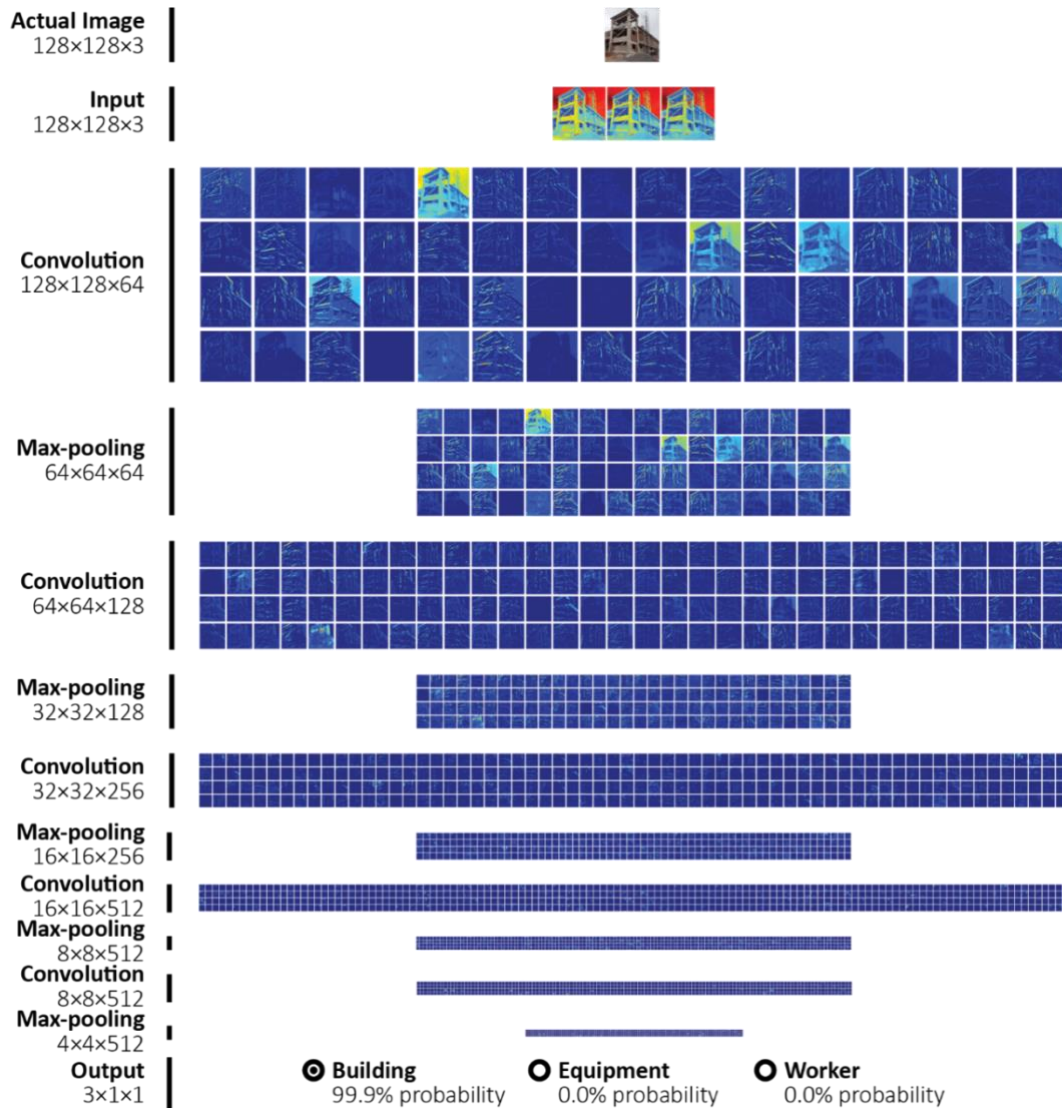 Actual Image
128×128×3
Input
128×128×3
Convolution
128×128×64
Max-pooling
64×64×64
Convolution
64×64×128
Max-pooling
32×32×128
Convolution
32×32×256
Max-pooling
16×16×256
Convolution
16×16×512
Max-pooling
8×8×512
Convolution
8×8×512
Max-pooling
4×4×512
Output
3×1×1
Building
99.9% probability
Equipment
0.0% probability
Worker
0.0% probability